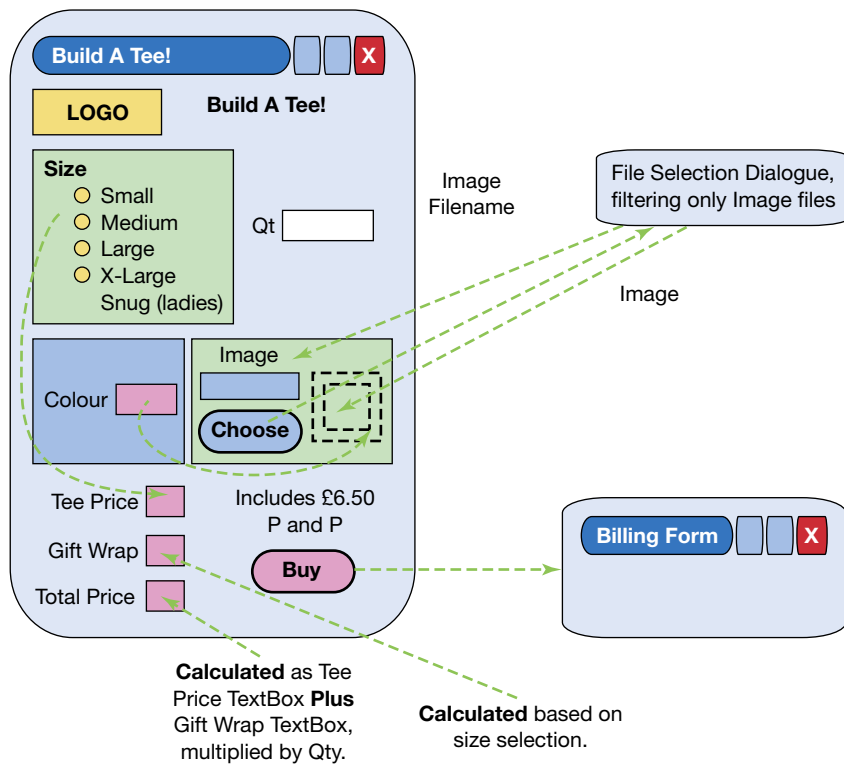 Build A Tee!
X
LOGO
Build A Tee!
Size
Small
Medium
Large
X-Large
Snug (ladies)
Qt
Image
Filename
File Selection Dialogue,
filtering only Image files
Image
Colour
Image
Choose
Tee Price
Includes £6.50
P and P
Gift Wrap
Buy
Total Price
Billing Form
X
Calculated as Tee
Price TextBox Plus
Gift Wrap TextBox,
multiplied by Qty.
Calculated based on
size selection.